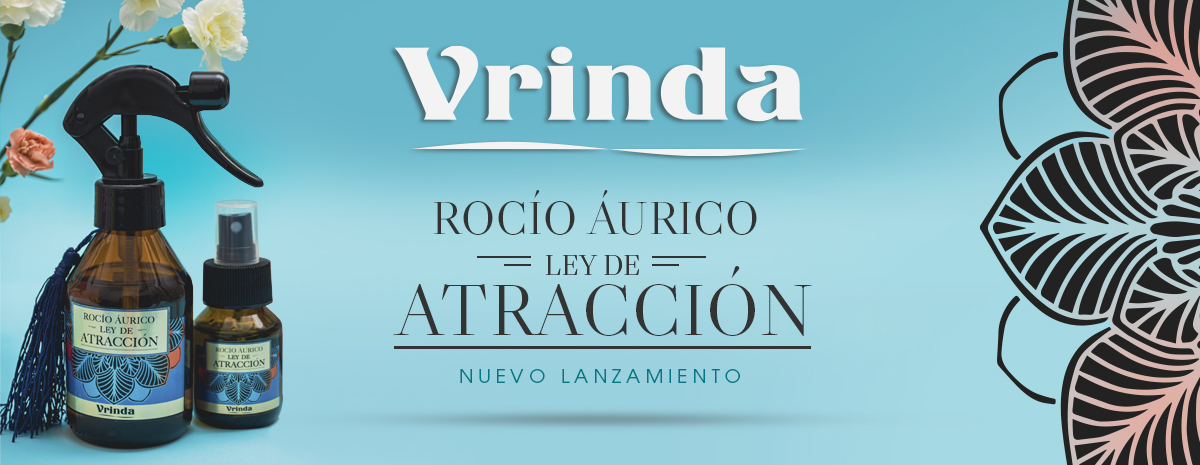 Vrinda
ROCÍO ÁURICO
LEY DE
ATRACCIÓN
NUEVO LANZAMIENTO
ROCÍO ÁURICO
LEY DE
ATRACCIÓN
Vrinda
ROCÍO ÁURICO
LEY DE
ATRACCIÓN
Vrinda